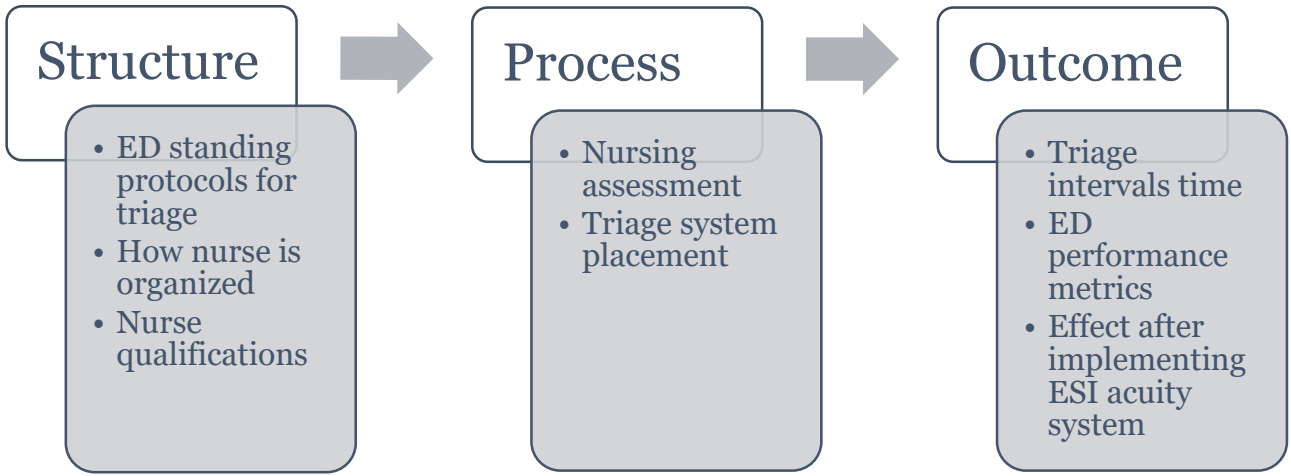 Structure
• ED standing
protocols for
triage
• How nurse is
organized
• Nurse
qualifications
Process
• Nursing
assessment
• Triage system
placement
Outcome
• Triage
intervals time
• ED
performance
metrics
• Effect after
implementing
ESI acuity
system